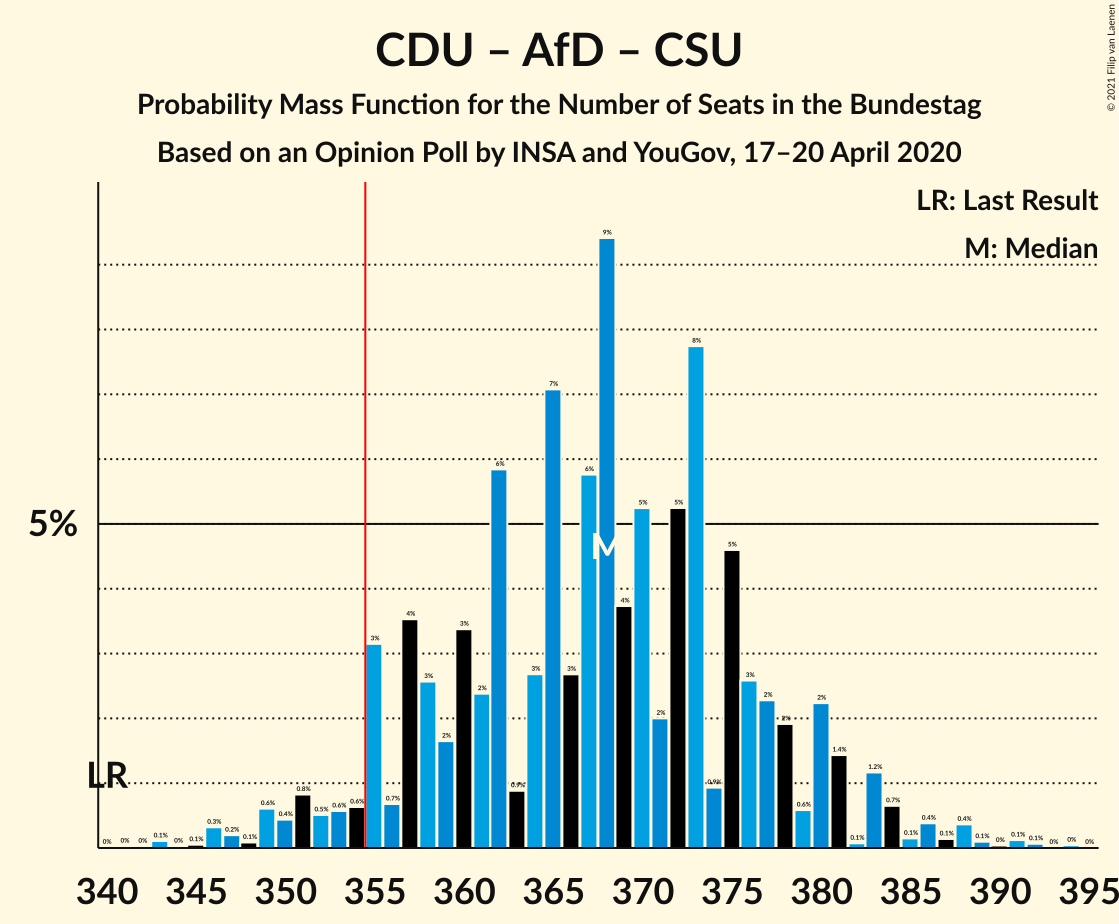 CDU – AfD – CSU
Probability Mass Function for the Number of Seats in the Bundestag
Based on an Opinion Poll by INSA and YouGov, 17–20 April 2020
© 2021 Filip van Laenen
LR: Last Result
M: Median
5%
LR
M
0% 0% 0% 0.1% 0% 0.1% 0.3% 0.2% 0.1% 0.6% 0.4% 0.8% 0.5% 0.6% 0.6% 3% 0.7% 4% 3% 2% 3% 2% 6% 0.9% 3% 7% 3% 6% 9% 4% 5% 2% 5% 8% 0.9% 5% 3% 2% 2% 0.6% 2% 1.4% 0.1% 1.2% 0.7% 0.1% 0.4% 0.1% 0.4% 0.1% 0% 0.1% 0.1% 0% 0% 0%
340 345 350 355 360 365 370 375 380 385 390 395